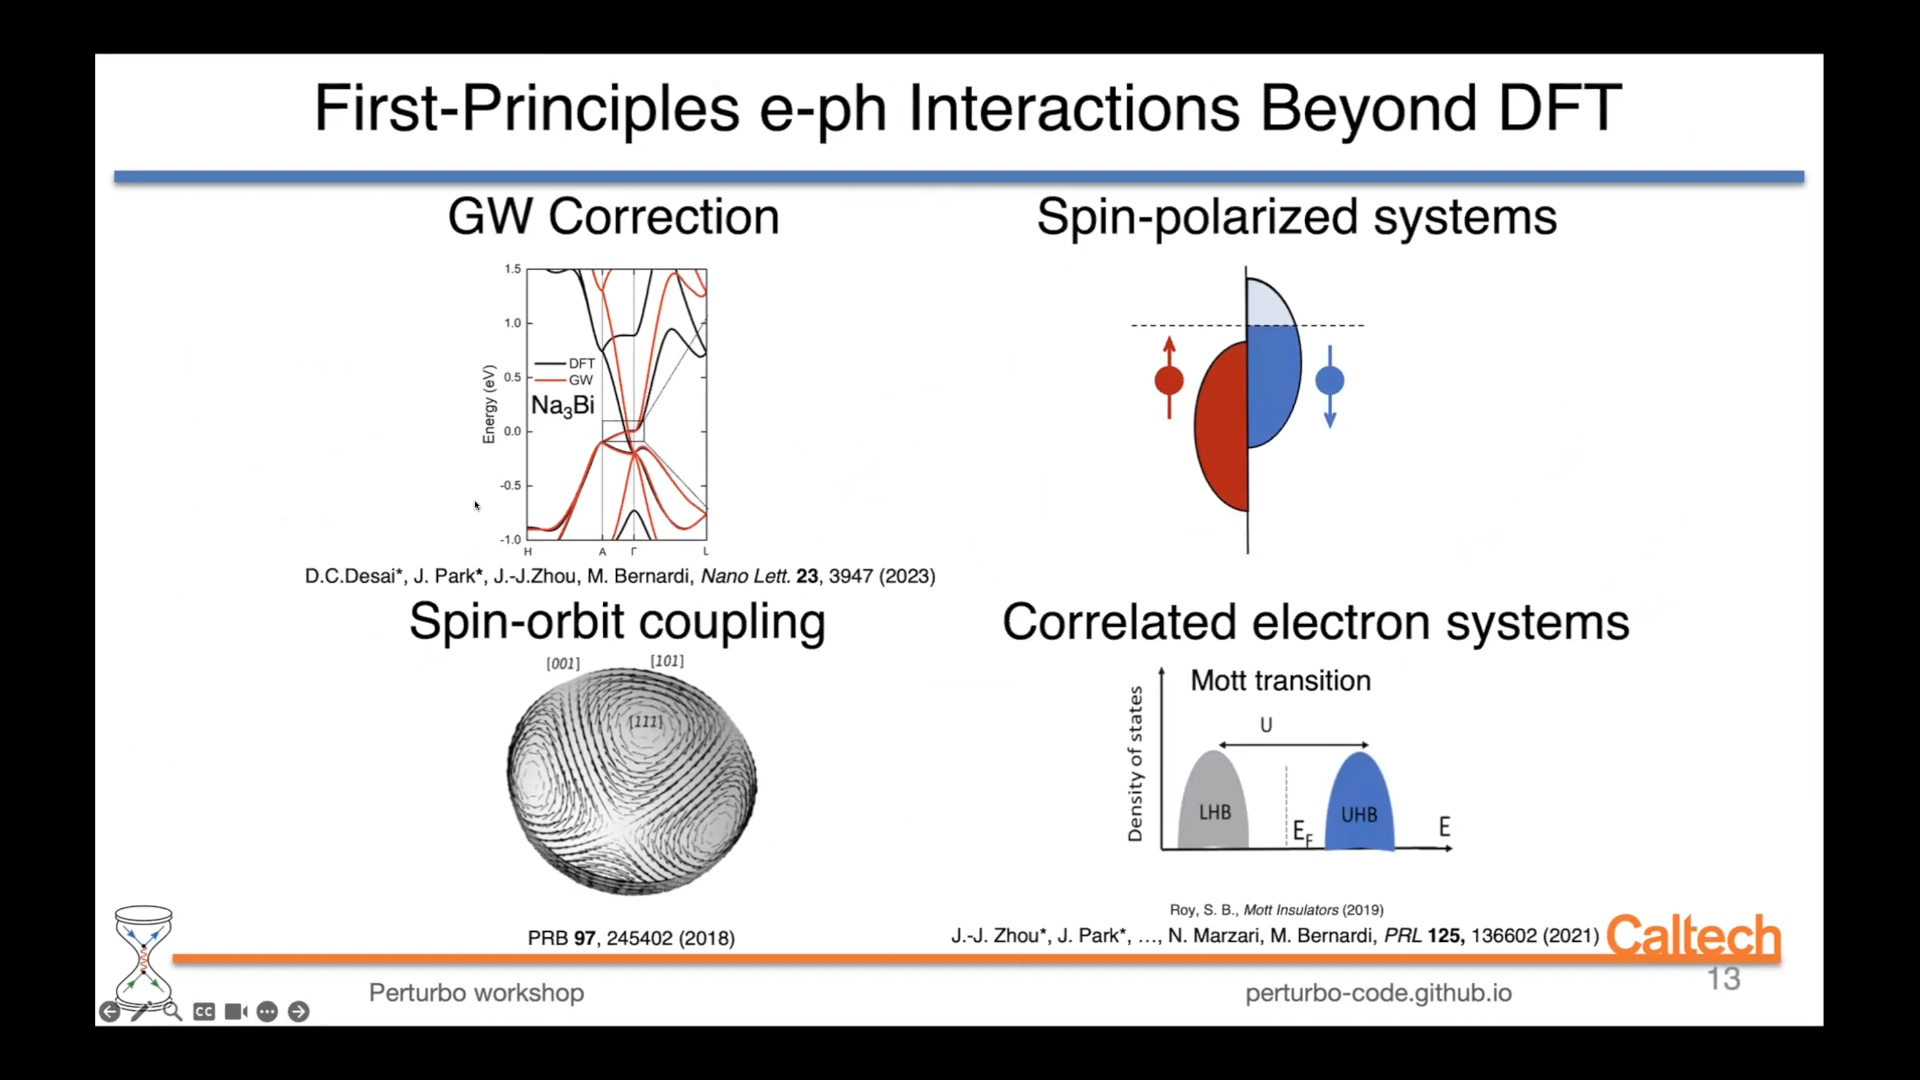 First-Principles e-ph Interactions Beyond DFT
GW Correction
1.5
1.0
0.5
0.0
-0.5
-1.0
Energy (eV)
DFT
GW
Na₃Bi
H
A
Γ
L
D.C.Desai*, J. Park*, J.-J.Zhou, M. Bernardi, Nano Lett. 23, 3947 (2023)
Spin-polarized systems
Spin-orbit coupling
[001]
[101]
[111]
PRB 97, 245402 (2018)
Correlated electron systems
Mott transition
Density of states
U
LHB
E_F
UHB
E
Roy, S. B., Mott Insulators (2019)
J.-J. Zhou*, J. Park*, …, N. Marzari, M. Bernardi, PRL 125, 136602 (2021)
Caltech
Perturbo workshop
perturbo-code.github.io
13
CC